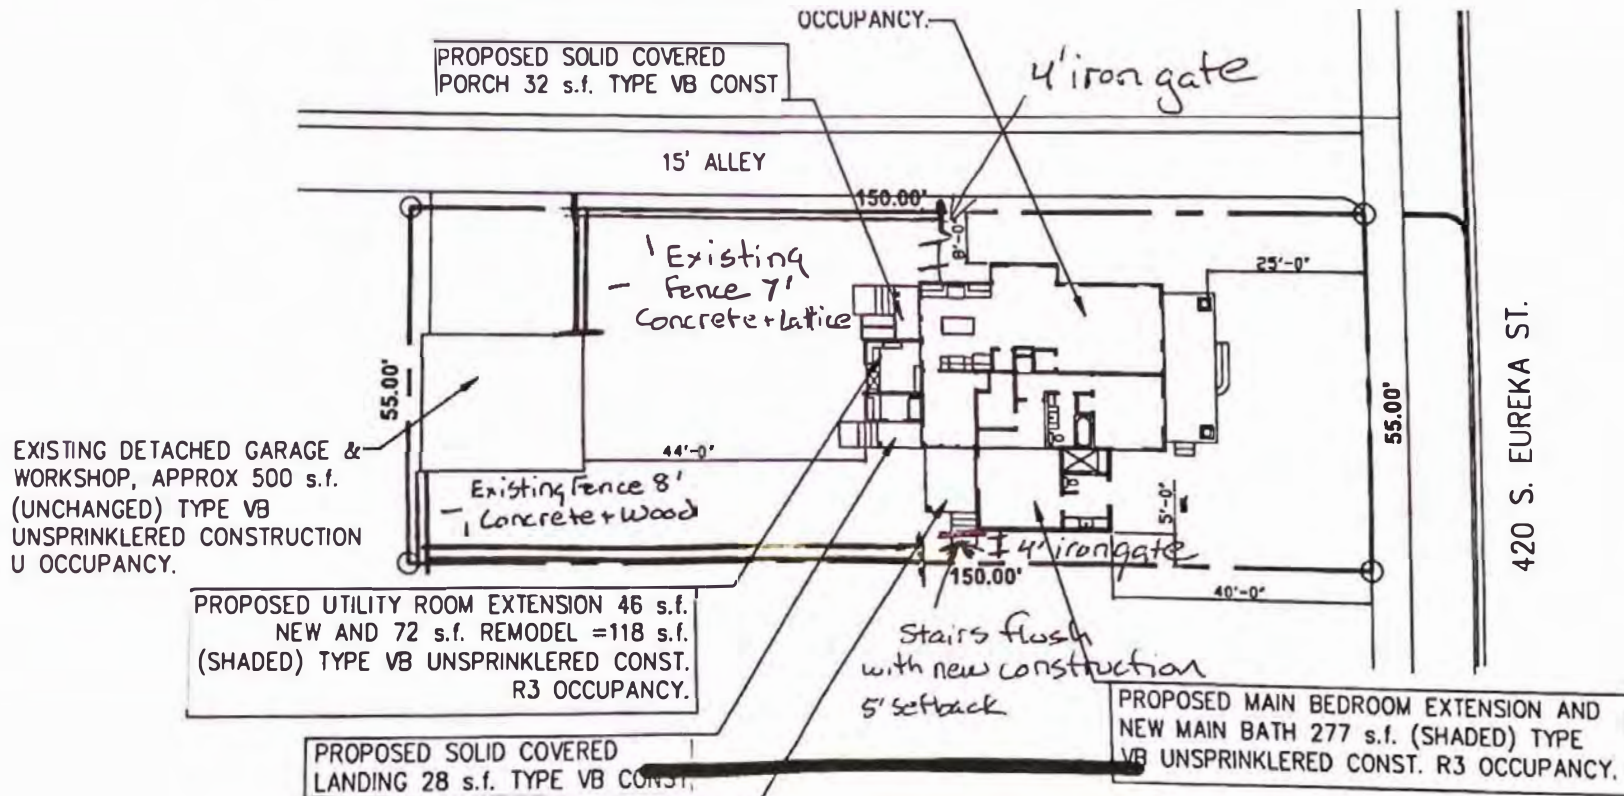 OCCUPANCY.
PROPOSED SOLID COVERED
PORCH 32 s.f. TYPE VB CONST
4' iron gate
15' ALLEY
150.00'
8'-0"
Existing
Fence 7'
Concrete + Lattice
25'-0"
55.00'
55.00'
420 S. EUREKA ST.
EXISTING DETACHED GARAGE &
WORKSHOP, APPROX 500 s.f.
(UNCHANGED) TYPE VB
UNSPRINKLERED CONSTRUCTION
U OCCUPANCY.
44'-0"
Existing Fence 8'
Concrete + Wood
5'-0"
4' iron gate
150.00'
40'-0"
PROPOSED UTILITY ROOM EXTENSION 46 s.f.
NEW AND 72 s.f. REMODEL =118 s.f.
(SHADED) TYPE VB UNSPRINKLERED CONST.
R3 OCCUPANCY.
Stairs flush
with new construction
5' setback
PROPOSED MAIN BEDROOM EXTENSION AND
NEW MAIN BATH 277 s.f. (SHADED) TYPE
VB UNSPRINKLERED CONST. R3 OCCUPANCY.
PROPOSED SOLID COVERED
LANDING 28 s.f. TYPE VB CONST.